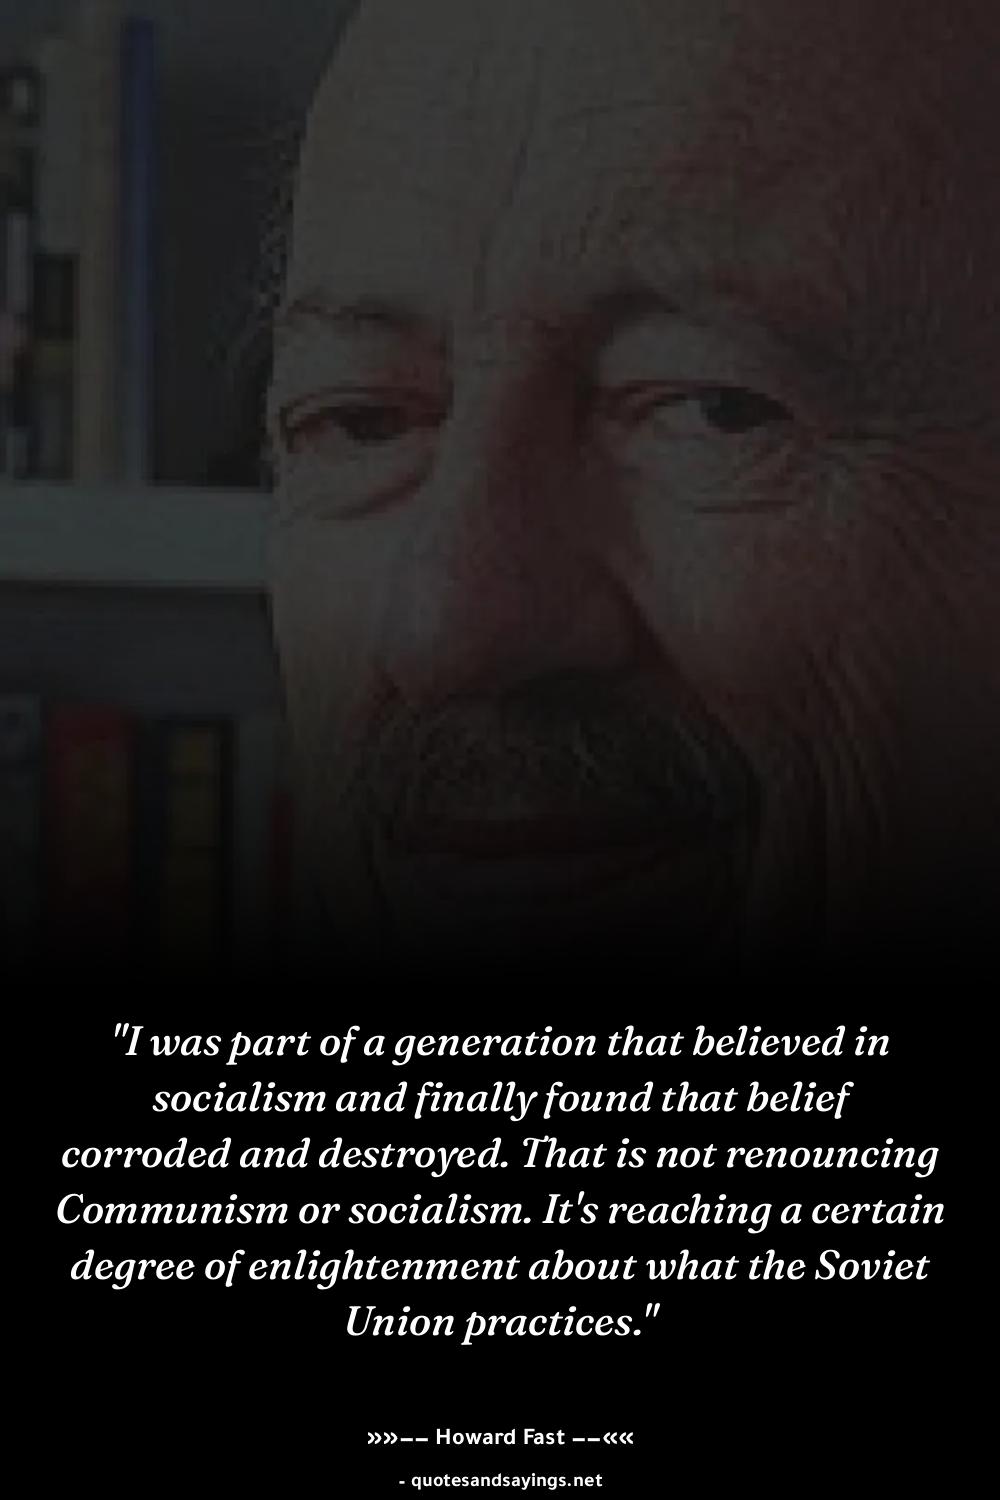 "I was part of a generation that believed in
socialism and finally found that belief
corroded and destroyed. That is not renouncing
Communism or socialism. It's reaching a certain
degree of enlightenment about what the Soviet
Union practices."
»»−− Howard Fast −−««
- quotesandsayings.net